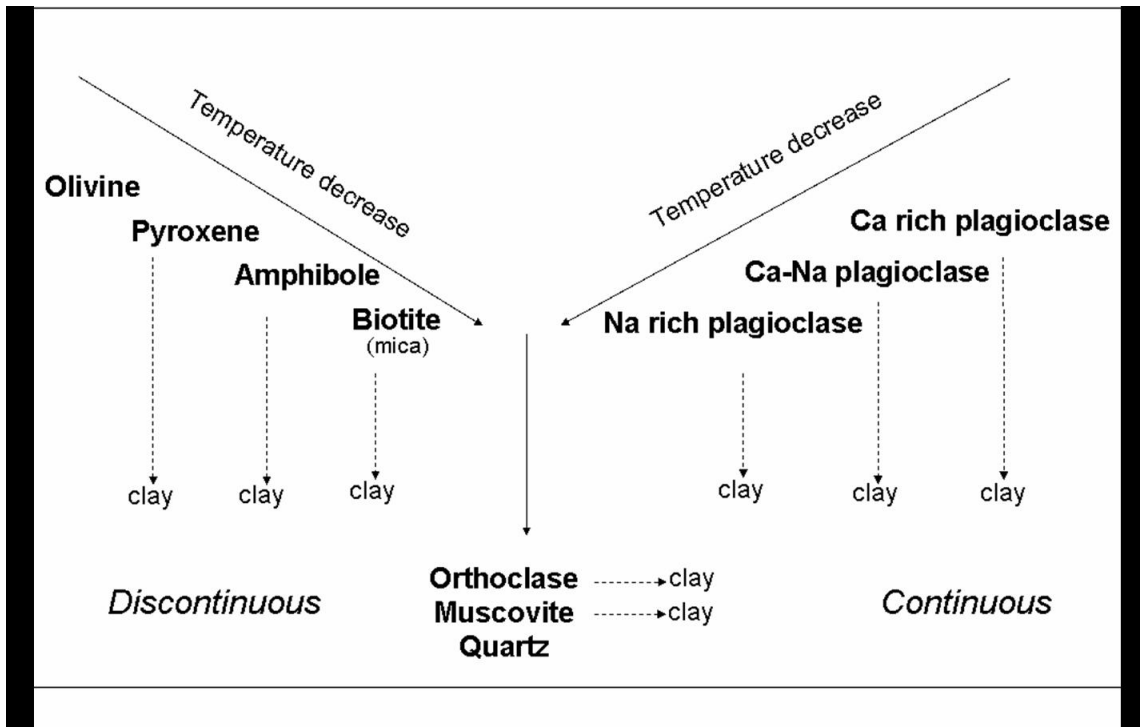 Temperature decrease
Temperature decrease
Olivine
Pyroxene
Amphibole
Biotite
(mica)
Ca rich plagioclase
Ca-Na plagioclase
Na rich plagioclase
clay
clay
clay
clay
clay
clay
Orthoclase clay
Muscovite clay
Quartz
Discontinuous
Continuous